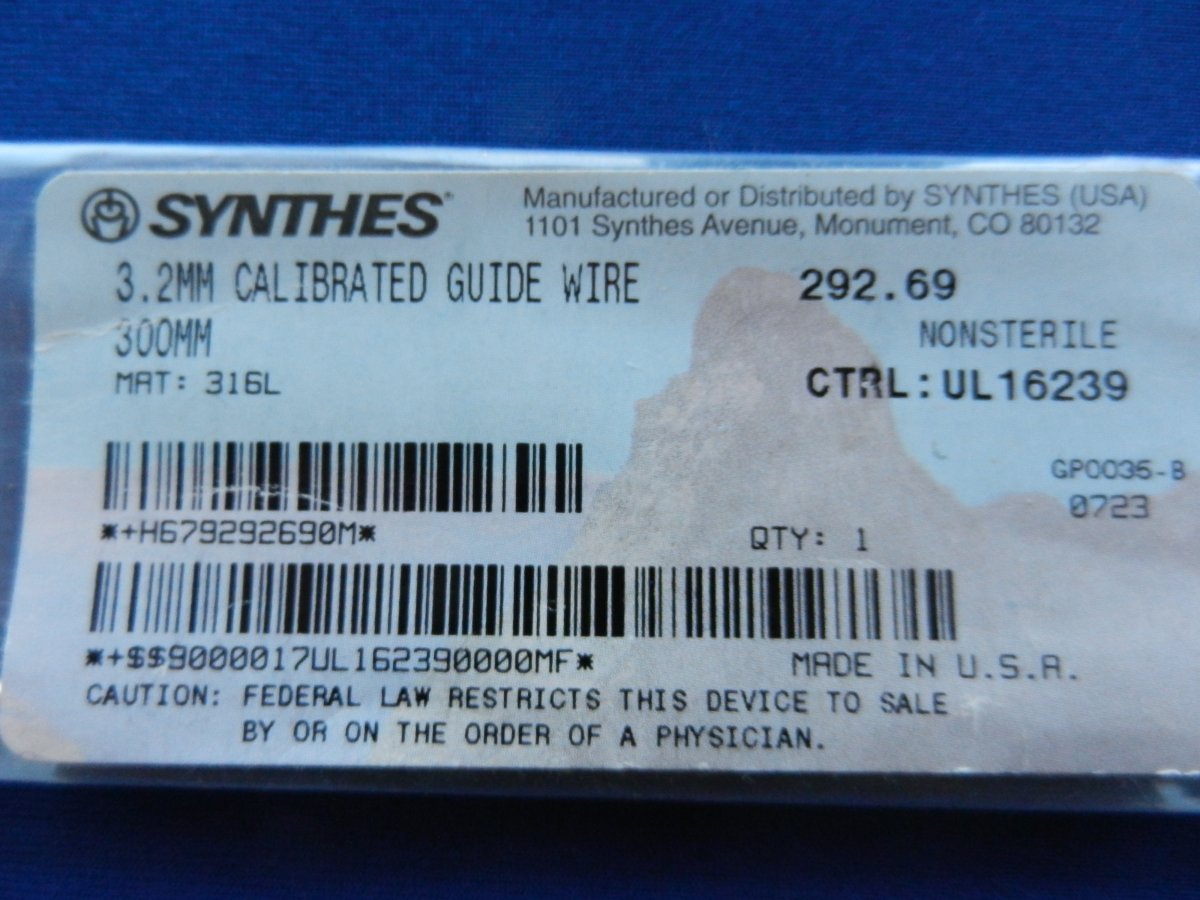 SYNTHES
Manufactured or Distributed by SYNTHES (USA)
1101 Synthes Avenue, Monument, CO 80132
3.2MM CALIBRATED GUIDE WIRE
300MM
MAT: 316L
292.69
NONSTERILE
CTRL:UL16239
GP0035-B
0723
*+H679292690M*
QTY: 1
*+$$9000017UL162390000MF*
MADE IN U.S.A.
CAUTION: FEDERAL LAW RESTRICTS THIS DEVICE TO SALE
BY OR ON THE ORDER OF A PHYSICIAN.